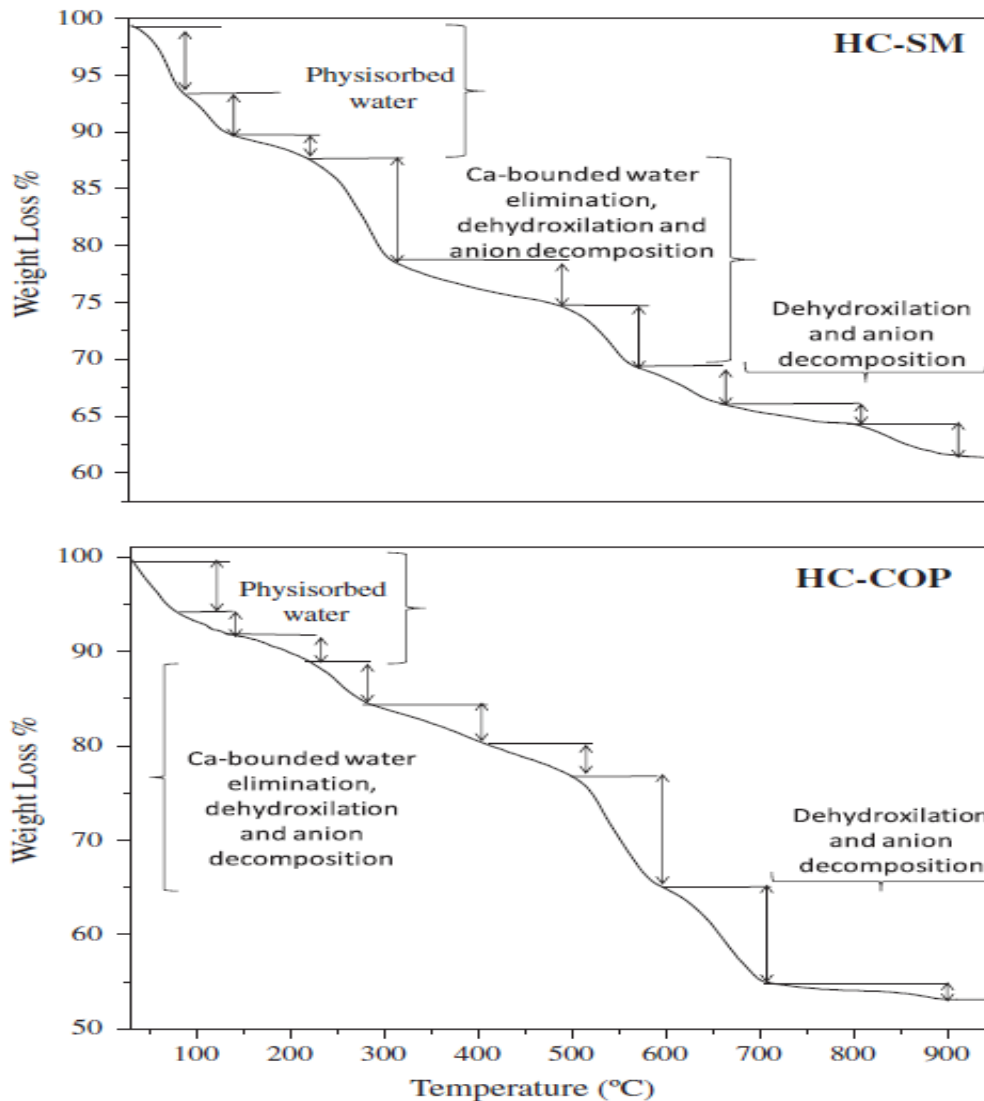 100
95
90
85
80
75
70
65
60
Weight Loss %
HC-SM
Physisorbed
water
Ca-bounded water
elimination,
dehydroxilation and
anion decomposition
Dehydroxilation
and anion
decomposition
100
90
80
70
60
50
Weight Loss %
HC-COP
Physisorbed
water
Ca-bounded water
elimination,
dehydroxilation
and anion
decomposition
Dehydroxilation
and anion
decomposition
100 200 300 400 500 600 700 800 900
Temperature (ºC)